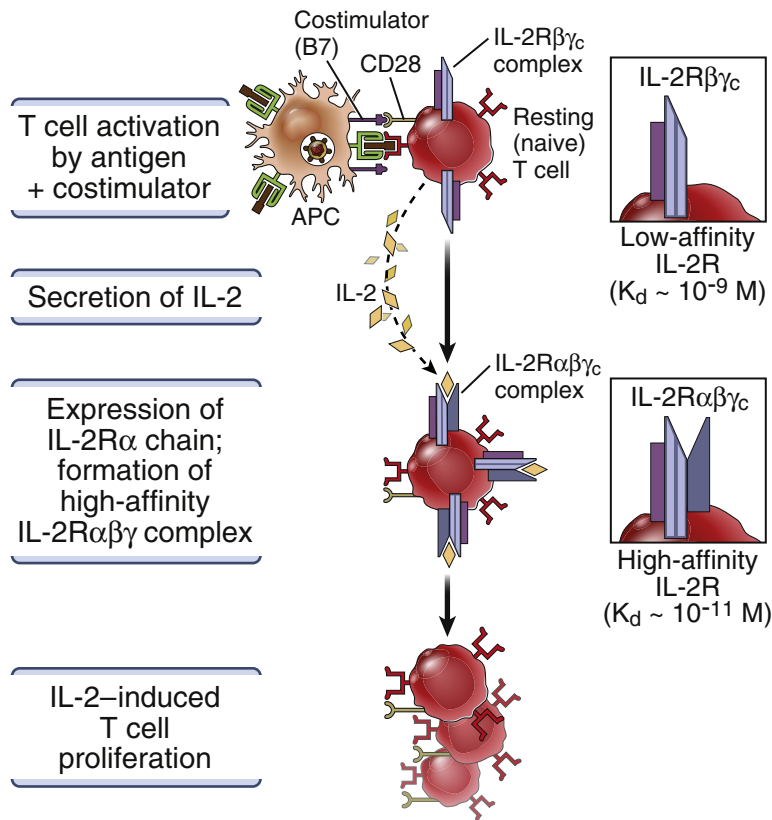 Costimulator
(B7)
CD28
IL-2Rβγc
complex
T cell activation
by antigen
+ costimulator
APC
Resting
(naive)
T cell
IL-2Rβγc
Low-affinity
IL-2R
(Kd ~ 10-9 M)
Secretion of IL-2
IL-2
Expression of
IL-2Rα chain;
formation of
high-affinity
IL-2Rαβγ complex
IL-2Rαβγc
complex
IL-2Rαβγc
High-affinity
IL-2R
(Kd ~ 10-11 M)
IL-2–induced
T cell
proliferation